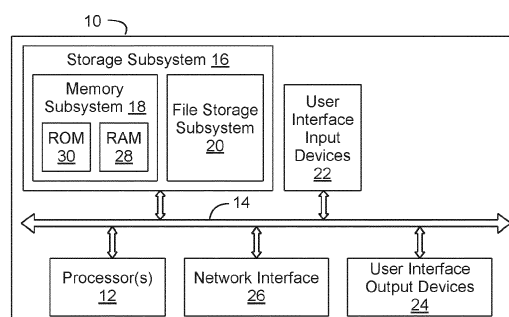 10
Storage Subsystem 16
Memory
Subsystem 18
ROM
30
RAM
28
File Storage
Subsystem
20
User
Interface
Input
Devices
22
14
Processor(s)
12
Network Interface
26
User Interface
Output Devices
24